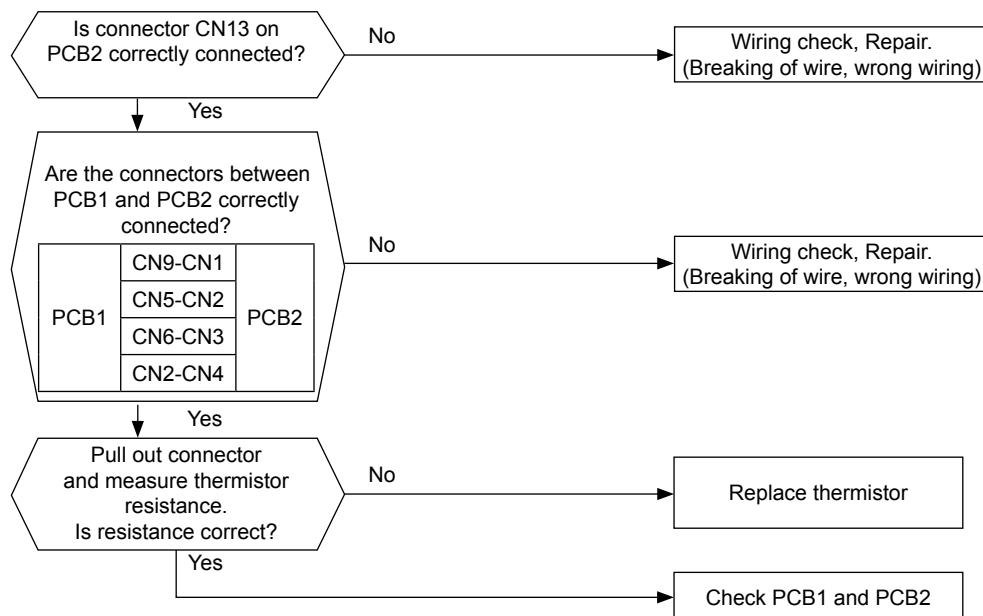 Is connector CN13 on
PCB2 correctly connected?
No
Wiring check, Repair.
(Breaking of wire, wrong wiring)
Yes
Are the connectors between
PCB1 and PCB2 correctly
connected?
PCB1
CN9-CN1
CN5-CN2
CN6-CN3
CN2-CN4
PCB2
No
Wiring check, Repair.
(Breaking of wire, wrong wiring)
Yes
Pull out connector
and measure thermistor
resistance.
Is resistance correct?
No
Replace thermistor
Yes
Check PCB1 and PCB2